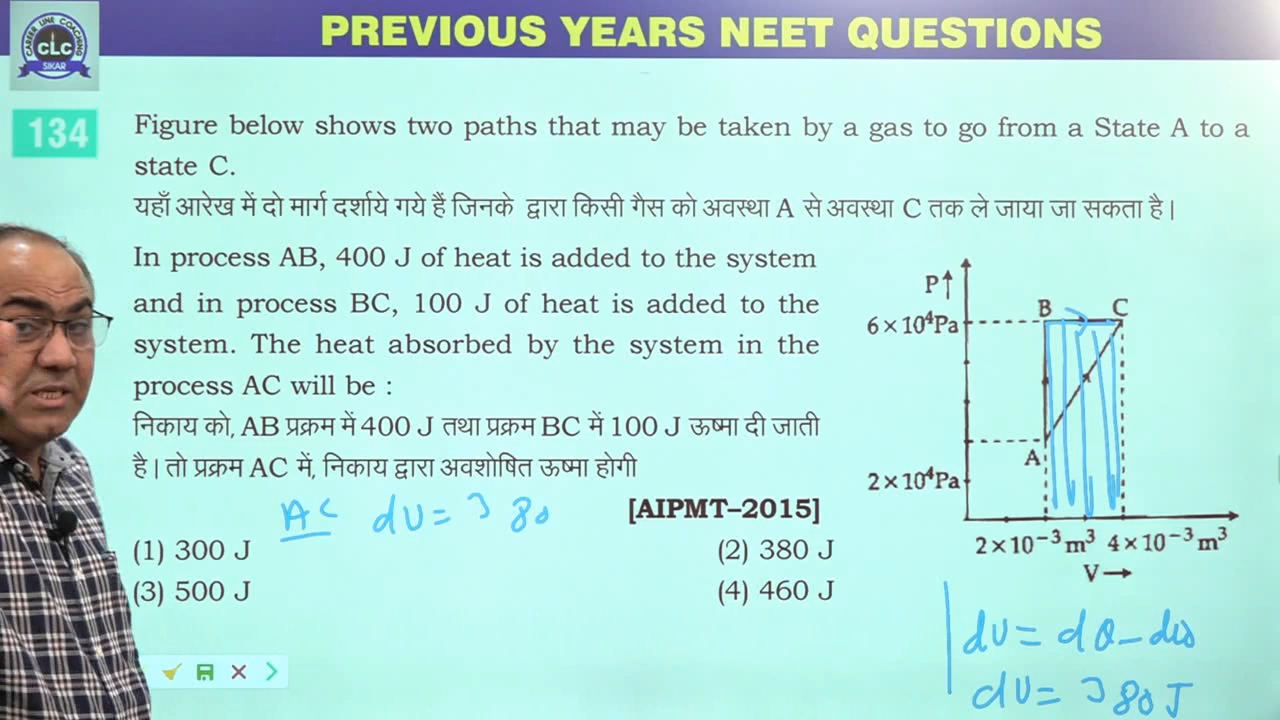 PREVIOUS YEARS NEET QUESTIONS
CAREER LINE COACHING
CLC
SIKAR
134
Figure below shows two paths that may be taken by a gas to go from a State A to a
state C.
यहाँ आरेख में दो मार्ग दर्शाये गये हैं जिनके द्वारा किसी गैस को अवस्था A से अवस्था C तक ले जाया जा सकता है।
In process AB, 400 J of heat is added to the system
and in process BC, 100 J of heat is added to the
system. The heat absorbed by the system in the
process AC will be :
निकाय को, AB प्रक्रम में 400 J तथा प्रक्रम BC में 100 J ऊष्मा दी जाती
है। तो प्रक्रम AC में, निकाय द्वारा अवशोषित ऊष्मा होगी
[AIPMT–2015]
AC dU = 380
(1) 300 J
(2) 380 J
(3) 500 J
(4) 460 J
P↑
B
C
6×10⁴Pa
A
2×10⁴Pa
2×10⁻³m³ 4×10⁻³m³
V→
dU = dQ – dw
dU = 380 J